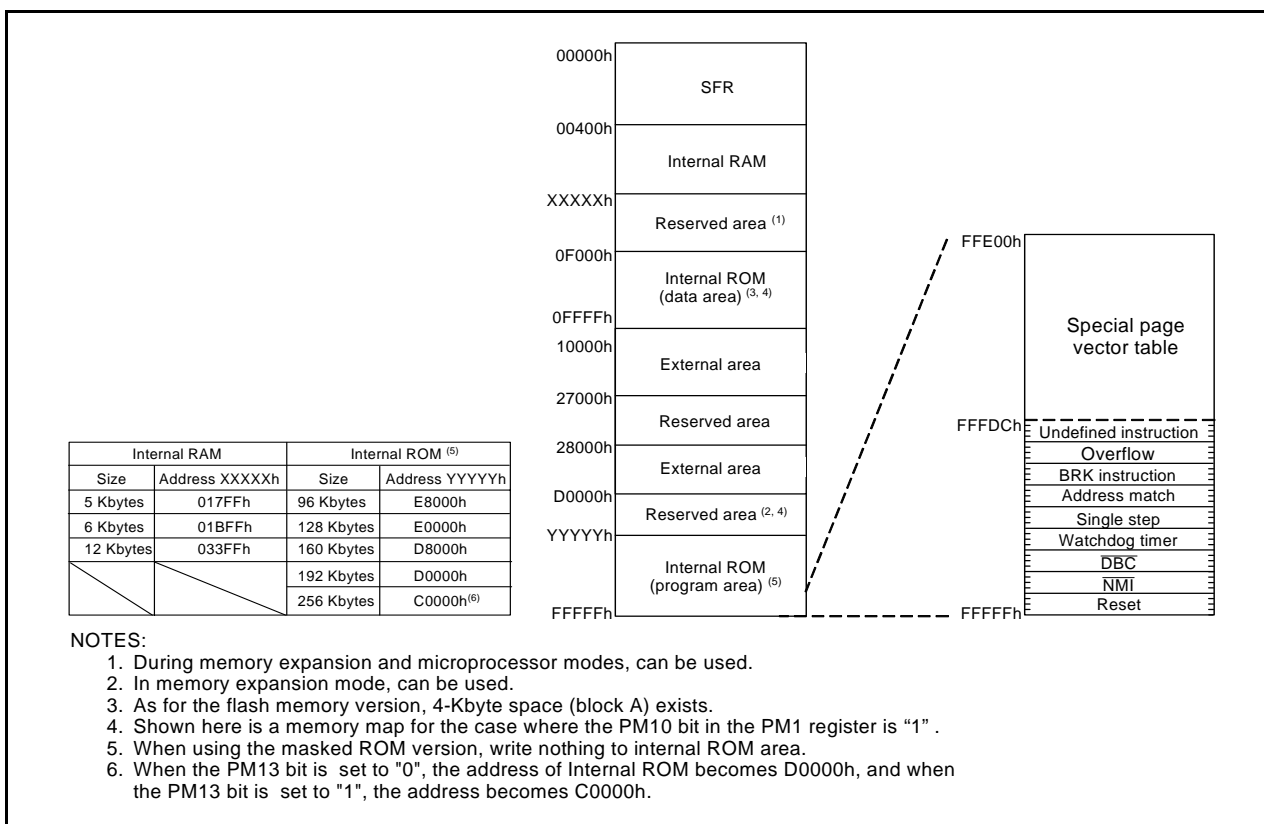 00000h
SFR
00400h
Internal RAM
XXXXXh
Reserved area (1)
0F000h
Internal ROM
(data area) (3, 4)
0FFFFh
10000h
External area
27000h
Reserved area
28000h
External area
D0000h
Reserved area (2, 4)
YYYYYh
Internal ROM
(program area) (5)
FFFFFh
FFE00h
Special page
vector table
FFFDCh
Undefined instruction
Overflow
BRK instruction
Address match
Single step
Watchdog timer
DBC
NMI
Reset
FFFFFh
Internal RAM Internal ROM (5)
Size Address XXXXXh Size Address YYYYYh
5 Kbytes 017FFh 96 Kbytes E8000h
6 Kbytes 01BFFh 128 Kbytes E0000h
12 Kbytes 033FFh 160 Kbytes D8000h
192 Kbytes D0000h
256 Kbytes C0000h(6)
NOTES:
1. During memory expansion and microprocessor modes, can be used.
2. In memory expansion mode, can be used.
3. As for the flash memory version, 4-Kbyte space (block A) exists.
4. Shown here is a memory map for the case where the PM10 bit in the PM1 register is “1” .
5. When using the masked ROM version, write nothing to internal ROM area.
6. When the PM13 bit is set to "0", the address of Internal ROM becomes D0000h, and when
the PM13 bit is set to "1", the address becomes C0000h.